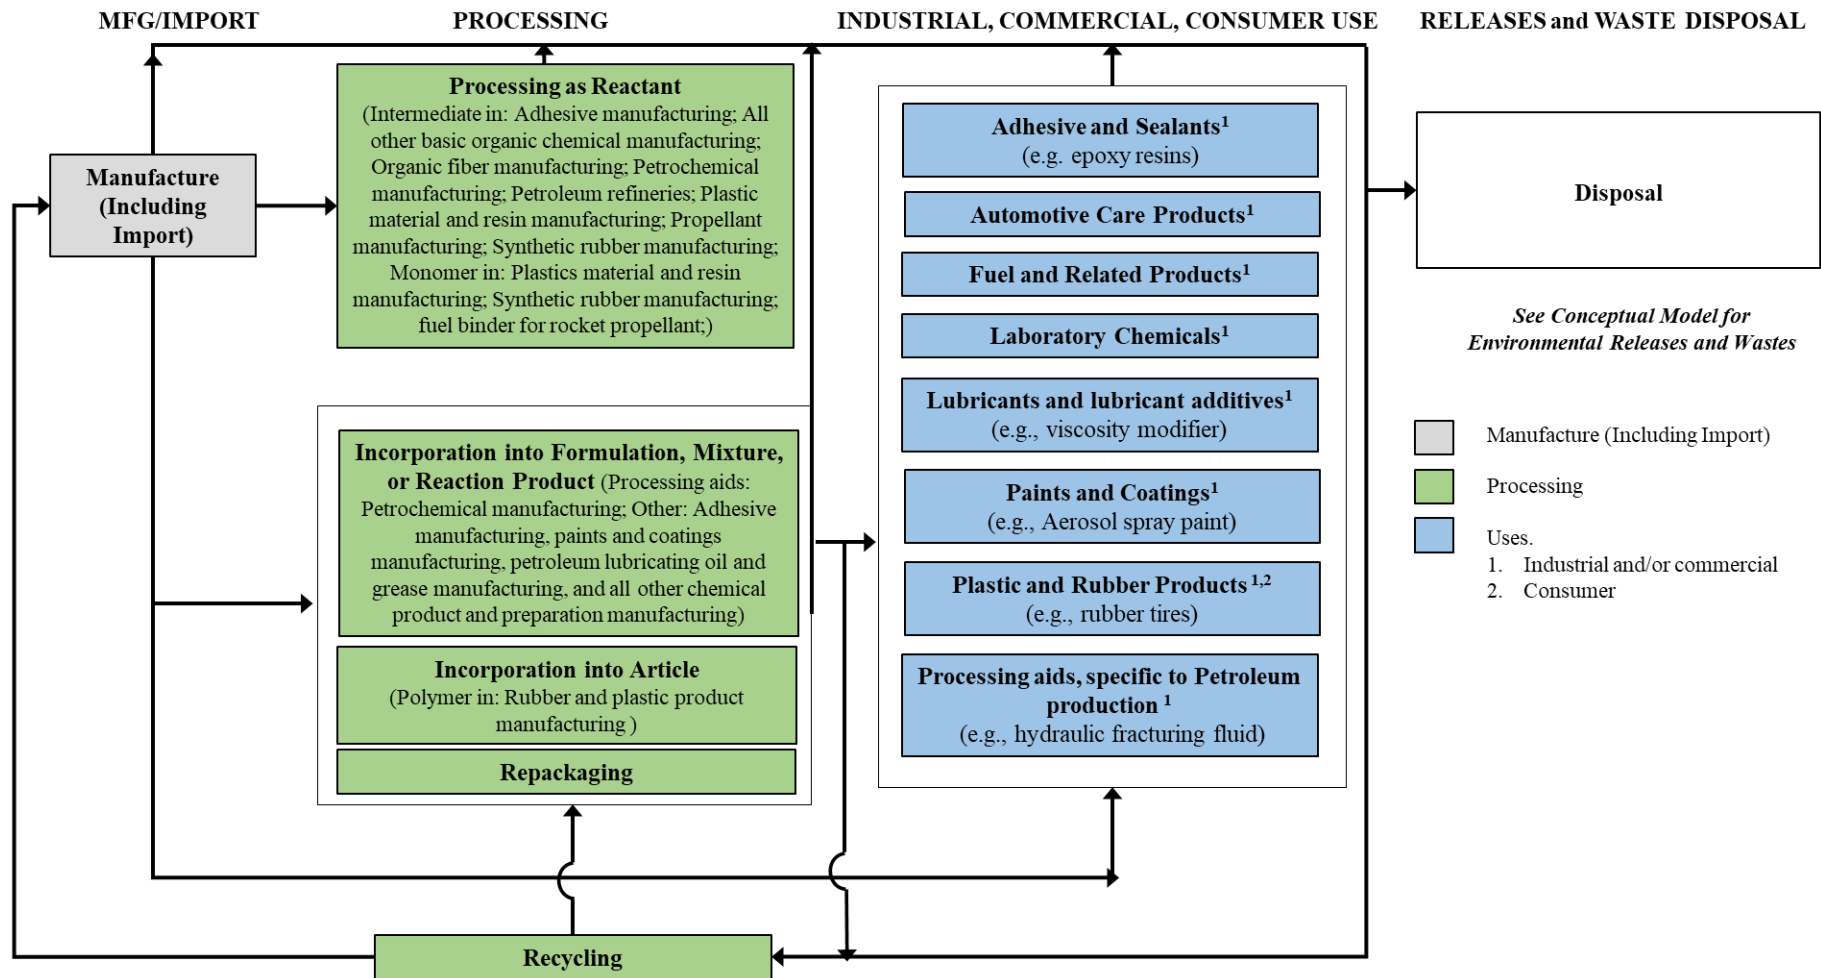 MFG/IMPORT
PROCESSING
INDUSTRIAL, COMMERCIAL, CONSUMER USE
RELEASES and WASTE DISPOSAL
Manufacture
(Including
Import)
Processing as Reactant
(Intermediate in: Adhesive manufacturing; All
other basic organic chemical manufacturing;
Organic fiber manufacturing; Petrochemical
manufacturing; Petroleum refineries; Plastic
material and resin manufacturing; Propellant
manufacturing; Synthetic rubber manufacturing;
Monomer in: Plastics material and resin
manufacturing; Synthetic rubber manufacturing;
fuel binder for rocket propellant;)
Incorporation into Formulation, Mixture,
or Reaction Product (Processing aids:
Petrochemical manufacturing; Other: Adhesive
manufacturing, paints and coatings
manufacturing, petroleum lubricating oil and
grease manufacturing, and all other chemical
product and preparation manufacturing)
Incorporation into Article
(Polymer in: Rubber and plastic product
manufacturing )
Repackaging
Recycling
Adhesive and Sealants¹
(e.g. epoxy resins)
Automotive Care Products¹
Fuel and Related Products¹
Laboratory Chemicals¹
Lubricants and lubricant additives¹
(e.g., viscosity modifier)
Paints and Coatings¹
(e.g., Aerosol spray paint)
Plastic and Rubber Products ¹,²
(e.g., rubber tires)
Processing aids, specific to Petroleum
production ¹
(e.g., hydraulic fracturing fluid)
Disposal
See Conceptual Model for
Environmental Releases and Wastes
Manufacture (Including Import)
Processing
Uses.
1. Industrial and/or commercial
2. Consumer